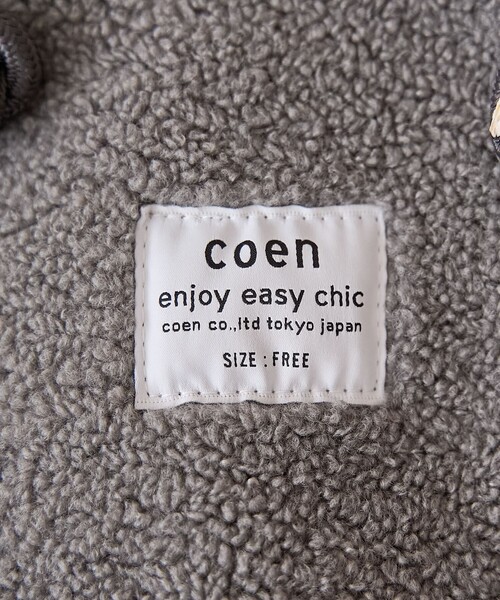 coen
enjoy easy chic
coen co.,ltd tokyo japan
SIZE : FREE